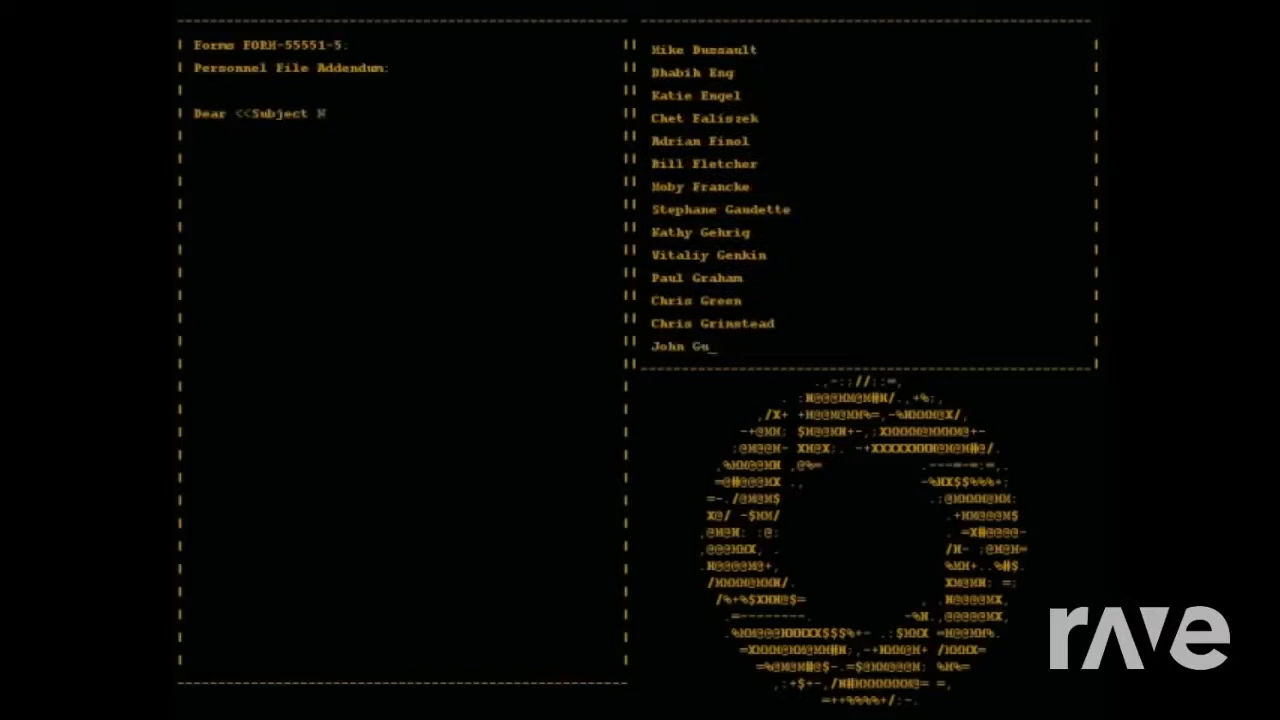 Forms FORM-55551-5:
Personnel File Addendum:
Dear <<Subject N
Mike Dussault
Dhabih Eng
Katie Engel
Chet Faliszek
Adrian Finol
Bill Fletcher
Moby Francke
Stephane Gaudette
Kathy Gehrig
Vitaliy Genkin
Paul Graham
Chris Green
Chris Grimstead
John Gu_
rave